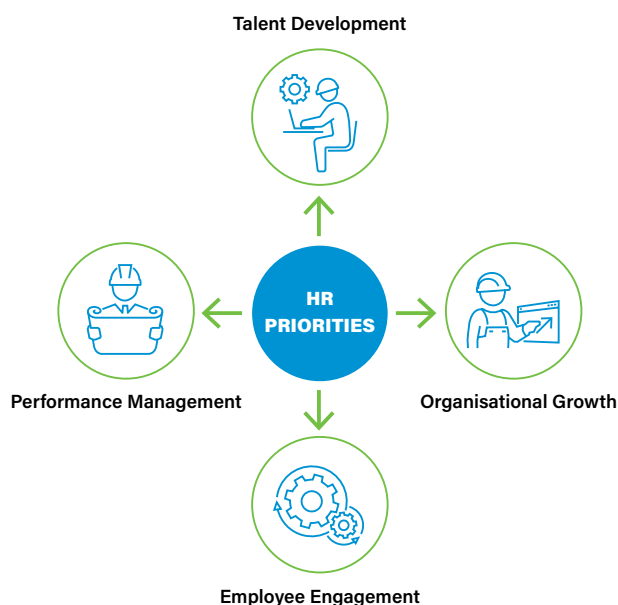 Talent Development
HR
PRIORITIES
Performance Management
Organisational Growth
Employee Engagement